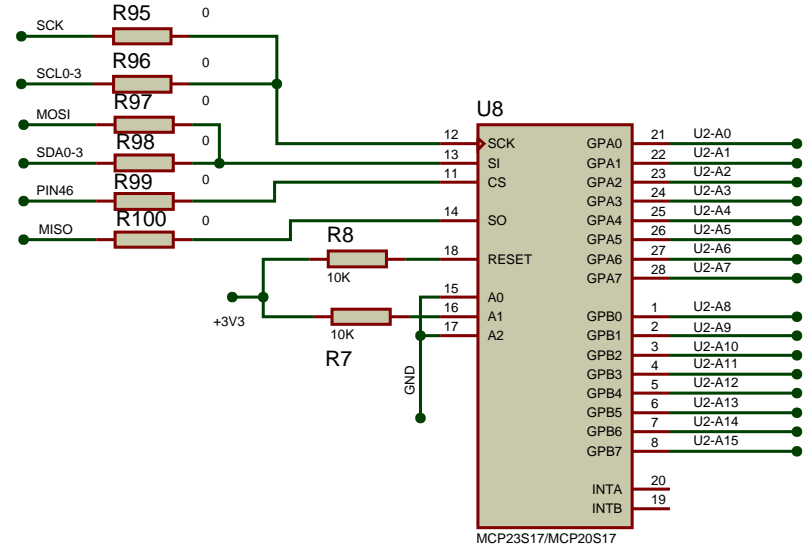 R95
0
SCK
R96
0
SCL0-3
R97
0
MOSI
R98
0
SDA0-3
R99
0
PIN46
R100
0
MISO
R8
10K
+3V3
10K
R7
GND
U8
12 SCK
13 SI
11 CS
14 SO
18 RESET
15 A0
16 A1
17 A2
GPA0 21 U2-A0
GPA1 22 U2-A1
GPA2 23 U2-A2
GPA3 24 U2-A3
GPA4 25 U2-A4
GPA5 26 U2-A5
GPA6 27 U2-A6
GPA7 28 U2-A7
GPB0 1 U2-A8
GPB1 2 U2-A9
GPB2 3 U2-A10
GPB3 4 U2-A11
GPB4 5 U2-A12
GPB5 6 U2-A13
GPB6 7 U2-A14
GPB7 8 U2-A15
INTA 20
INTB 19
MCP23S17/MCP20S17